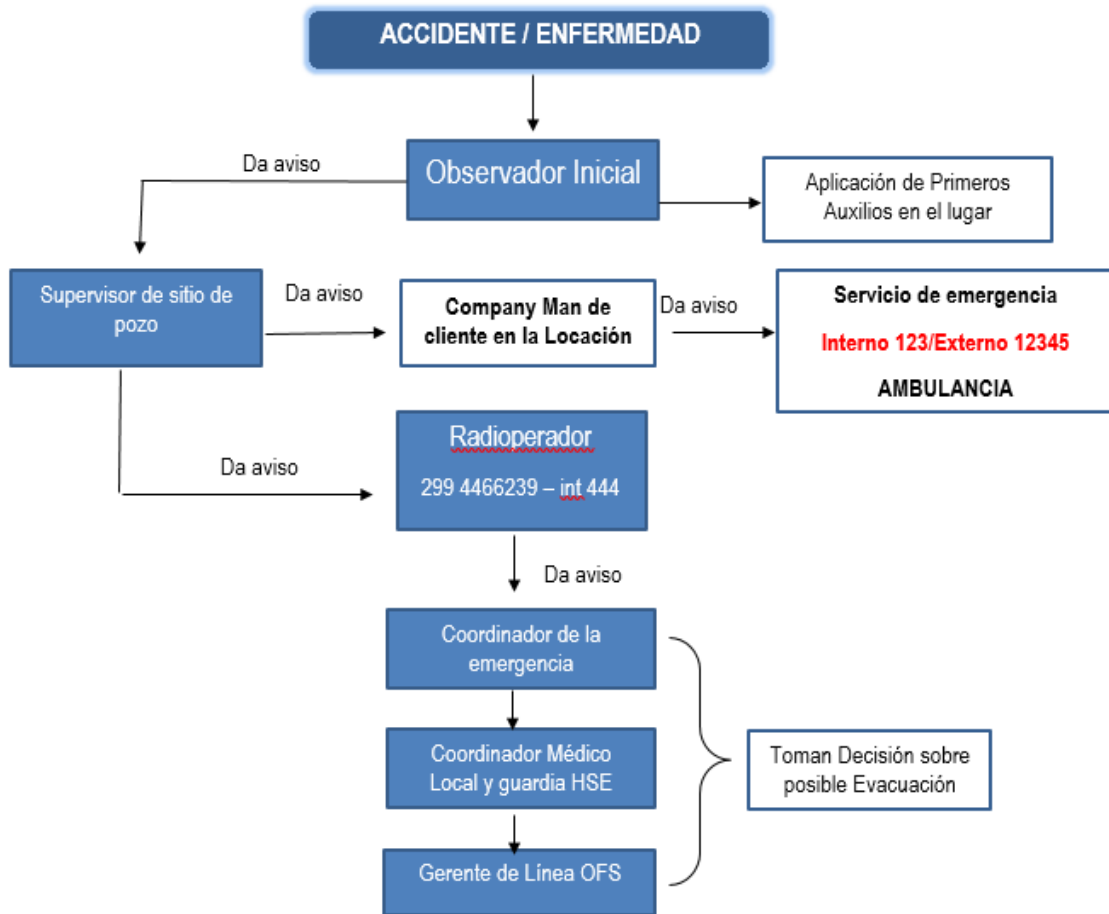 ACCIDENTE / ENFERMEDAD
Da aviso
Observador Inicial
Aplicación de Primeros
Auxilios en el lugar
Supervisor de sitio de
pozo
Da aviso
Company Man de
cliente en la Locación
Da aviso
Servicio de emergencia
Interno 123/Externo 12345
AMBULANCIA
Da aviso
Radioperador
299 4466239 – int 444
Da aviso
Coordinador de la
emergencia
Coordinador Médico
Local y guardia HSE
Toman Decisión sobre
posible Evacuación
Gerente de Línea OFS